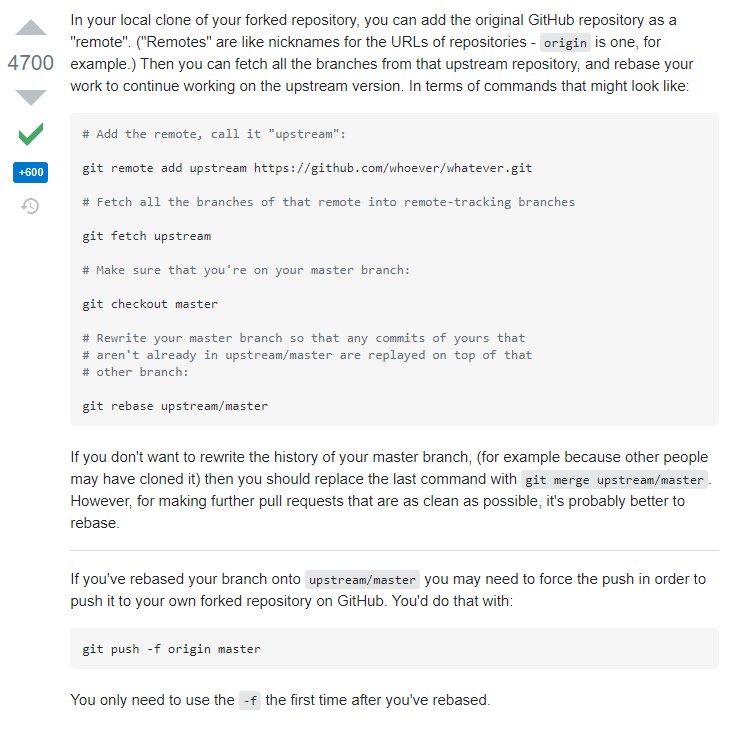 In your local clone of your forked repository, you can add the original GitHub repository as a
"remote". ("Remotes" are like nicknames for the URLs of repositories - origin is one, for
4700
example.) Then you can fetch all the branches from that upstream repository, and rebase your
work to continue working on the upstream version. In terms of commands that might look like:
# Add the remote, call it "upstream":
+600
git remote add upstream https://github.com/whoever/whatever.git
# Fetch all the branches of that remote into remote-tracking branches
git fetch upstream
# Make sure that you're on your master branch:
git checkout master
# Rewrite your master branch so that any commits of yours that
# aren't already in upstream/master are replayed on top of that
# other branch:
git rebase upstream/master
If you don't want to rewrite the history of your master branch, (for example because other people
may have cloned it) then you should replace the last command with git merge upstream/master.
However, for making further pull requests that are as clean as possible, it's probably better to
rebase.
If you've rebased your branch onto upstream/master you may need to force the push in order to
push it to your own forked repository on GitHub. You'd do that with:
git push -f origin master
You only need to use the -f the first time after you've rebased.